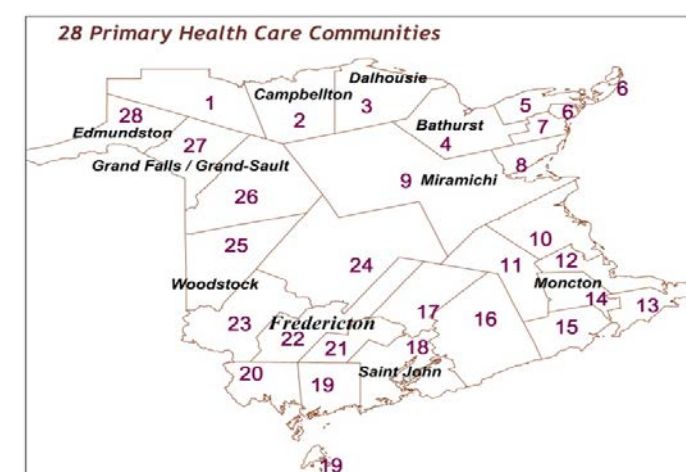 28 Primary Health Care Communities
Dalhousie
6
Campbellton
1
2
3
5
6
28
Edmundston
27
Bathurst
7
4
Grand Falls / Grand-Sault
8
9 Miramichi
26
25
10
24
11
12
Woodstock
Moncton
14
13
17
16
15
23
Fredericton
22
21
18
20
19
Saint John
19